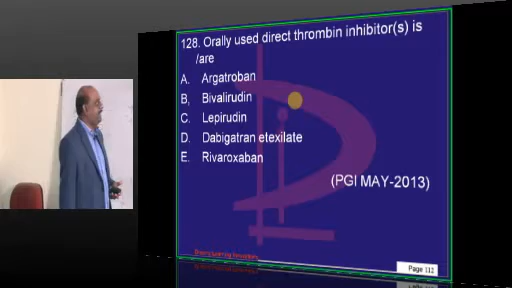 128. Orally used direct thrombin inhibitor(s) is
/are
A. Argatroban
B, Bivalirudin
C. Lepirudin
D. Dabigatran etexilate
E. Rivaroxaban
(PGI MAY-2013)
Page 112